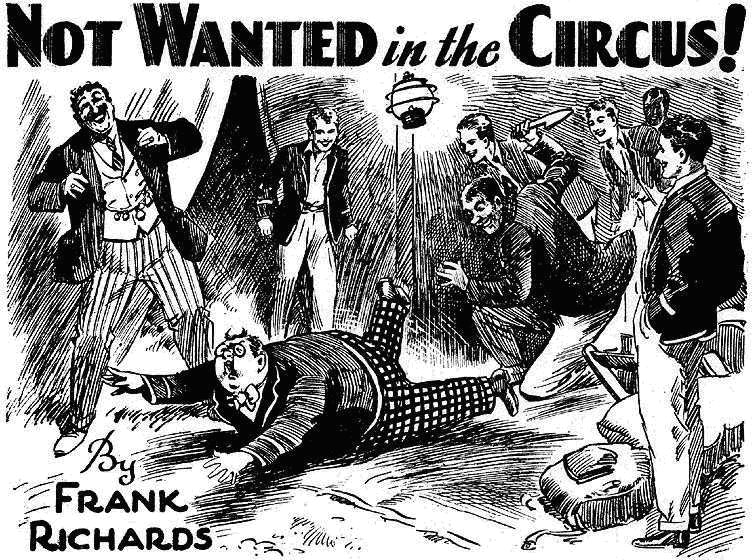 NOT WANTED in the CIRCUS!
By
FRANK
RICHARDS